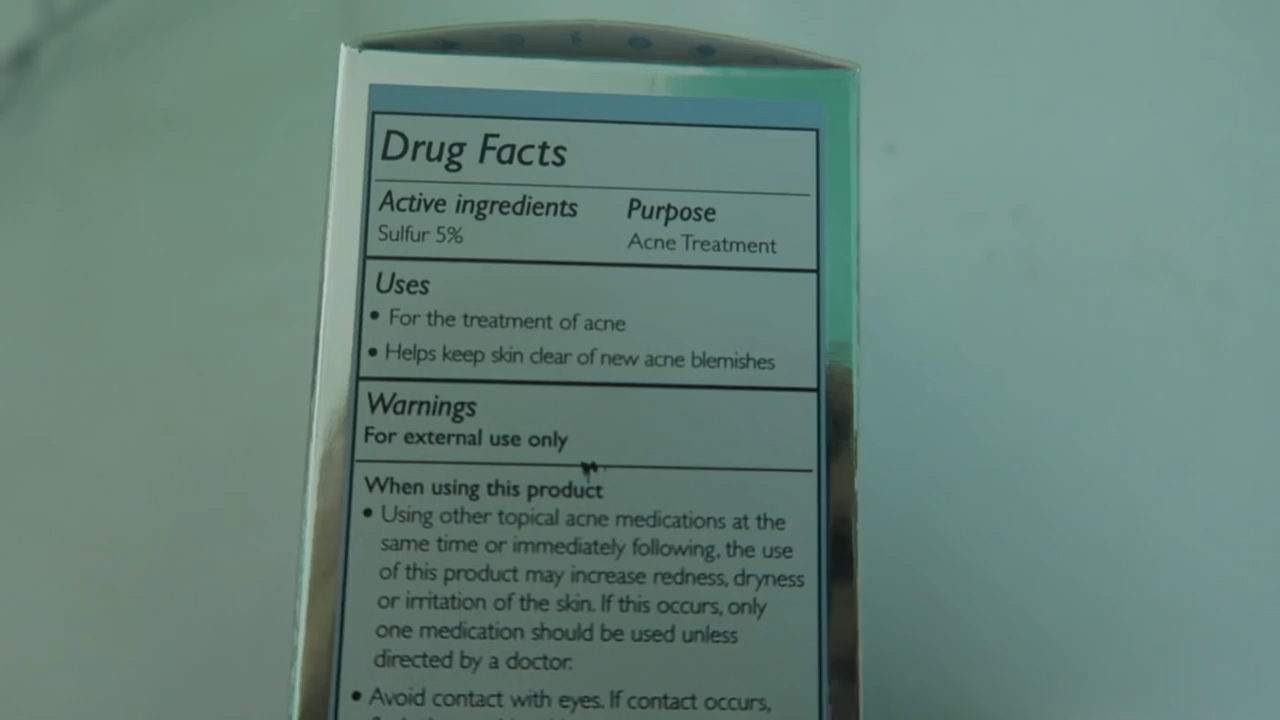 Drug Facts
Active ingredients Purpose
Sulfur 5% Acne Treatment
Uses
• For the treatment of acne
• Helps keep skin clear of new acne blemishes
Warnings
For external use only
When using this product
• Using other topical acne medications at the
same time or immediately following, the use
of this product may increase redness, dryness
or irritation of the skin. If this occurs, only
one medication should be used unless
directed by a doctor.
• Avoid contact with eyes. If contact occurs,